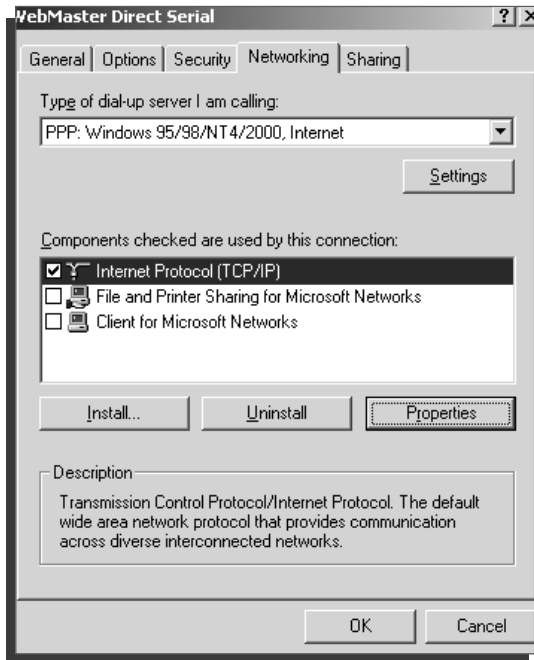 WebMaster Direct Serial
General Options Security Networking Sharing
Type of dial-up server I am calling:
PPP: Windows 95/98/NT4/2000, Internet
Settings
Components checked are used by this connection:
Internet Protocol (TCP/IP)
File and Printer Sharing for Microsoft Networks
Client for Microsoft Networks
Install... Uninstall Properties
Description
Transmission Control Protocol/Internet Protocol. The default
wide area network protocol that provides communication
across diverse interconnected networks.
OK Cancel